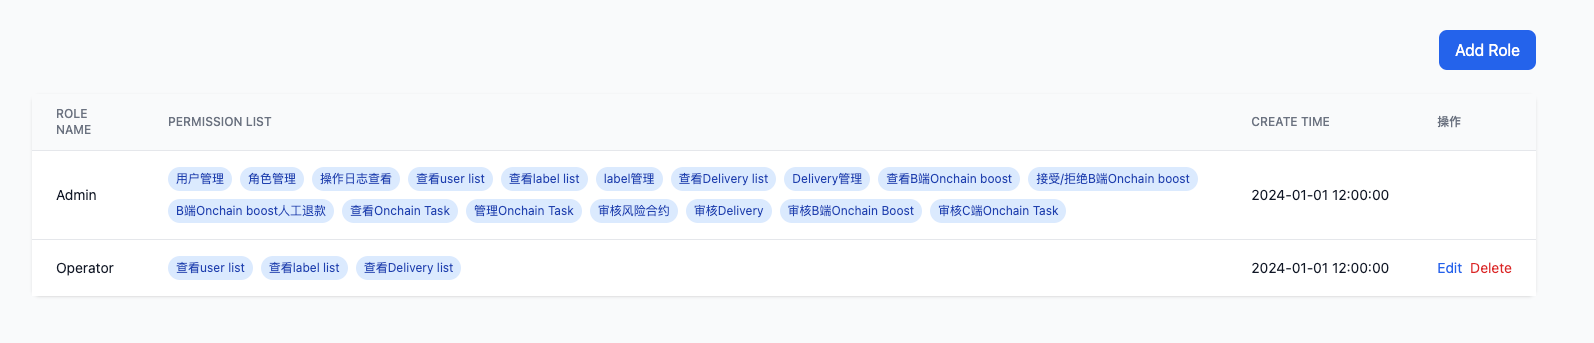 Add Role
ROLE NAME PERMISSION LIST CREATE TIME 操作
Admin
用户管理 角色管理 操作日志查看 查看user list 查看label list label管理 查看Delivery list Delivery管理 查看B端Onchain boost 接受/拒绝B端Onchain boost
B端Onchain boost人工退款 查看Onchain Task 管理Onchain Task 审核风险合约 审核Delivery 审核B端Onchain Boost 审核C端Onchain Task
2024-01-01 12:00:00
Operator 查看user list 查看label list 查看Delivery list 2024-01-01 12:00:00 Edit Delete